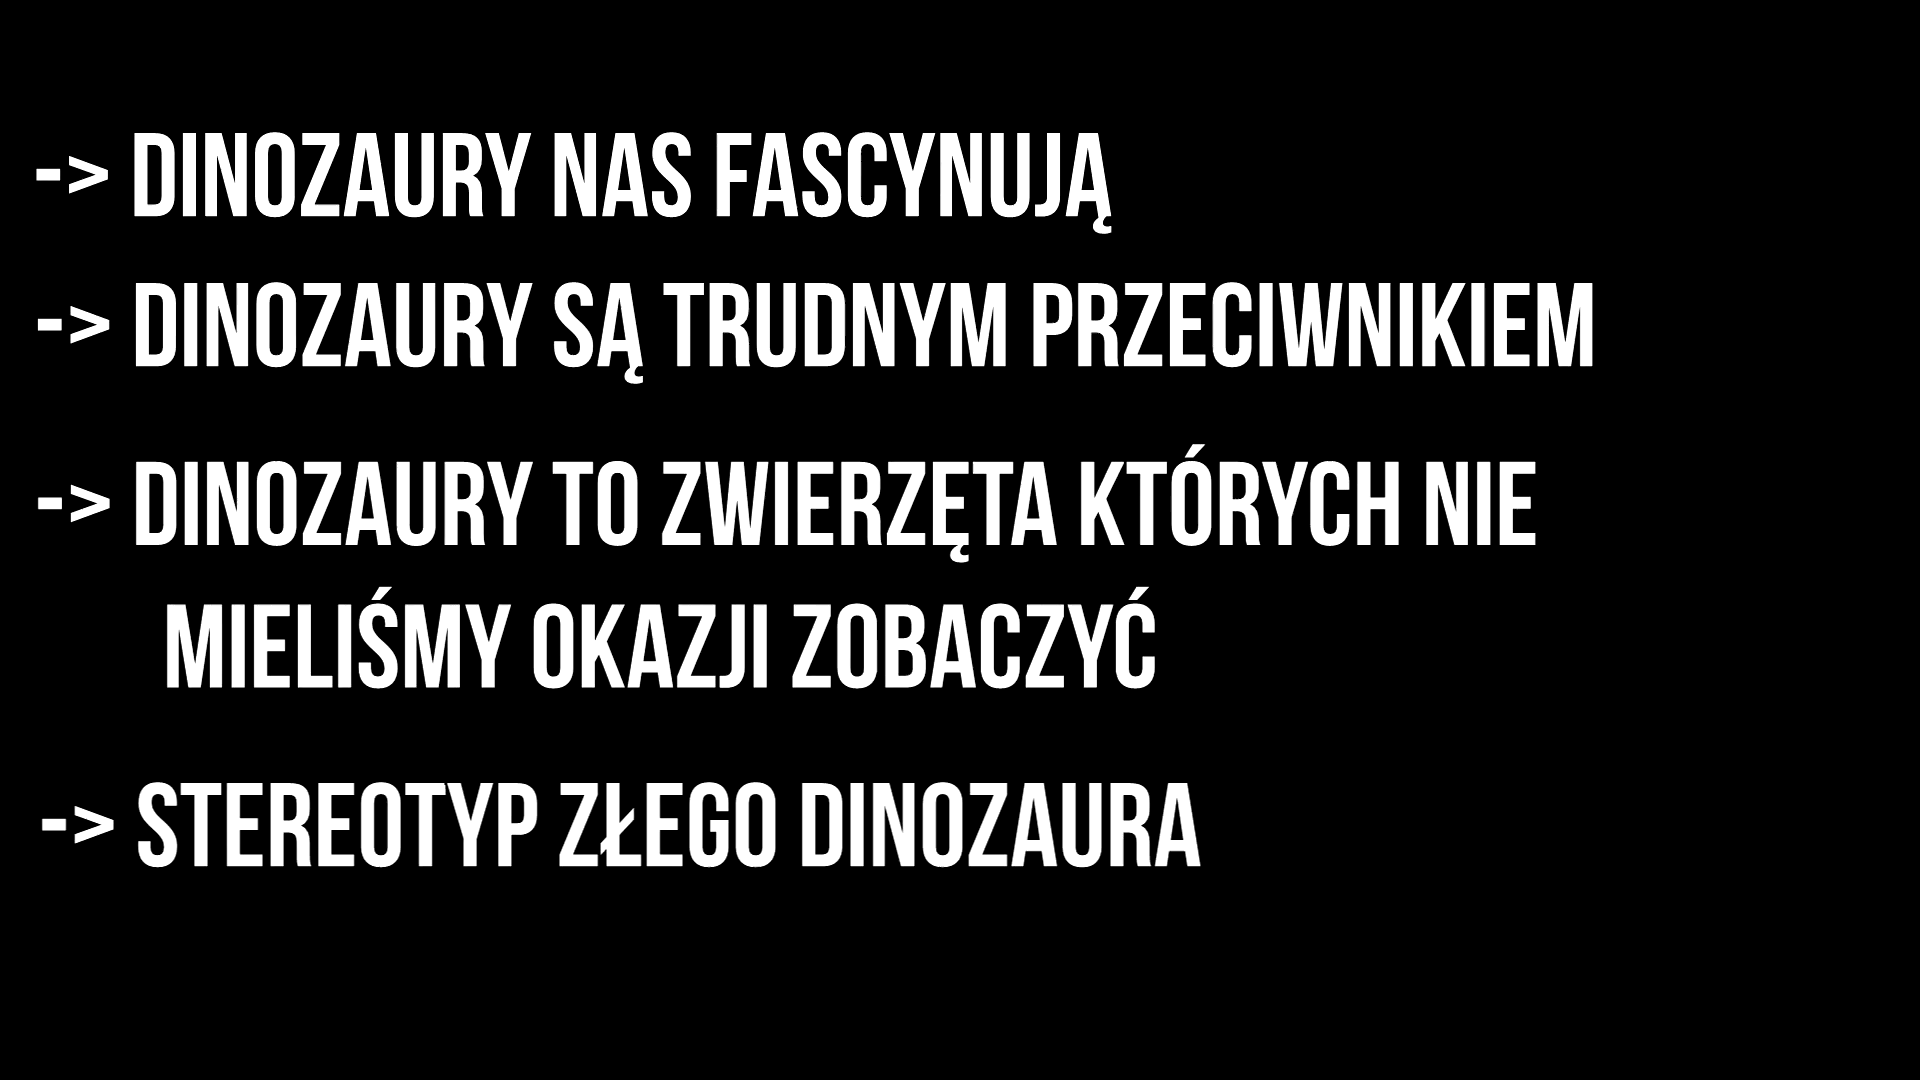 -> DINOZAURY NAS FASCYNUJĄ
-> DINOZAURY SĄ TRUDNYM PRZECIWNIKIEM
-> DINOZAURY TO ZWIERZĘTA KTÓRYCH NIE
MIELIŚMY OKAZJI ZOBACZYĆ
-> STEREOTYP ZŁEGO DINOZAURA